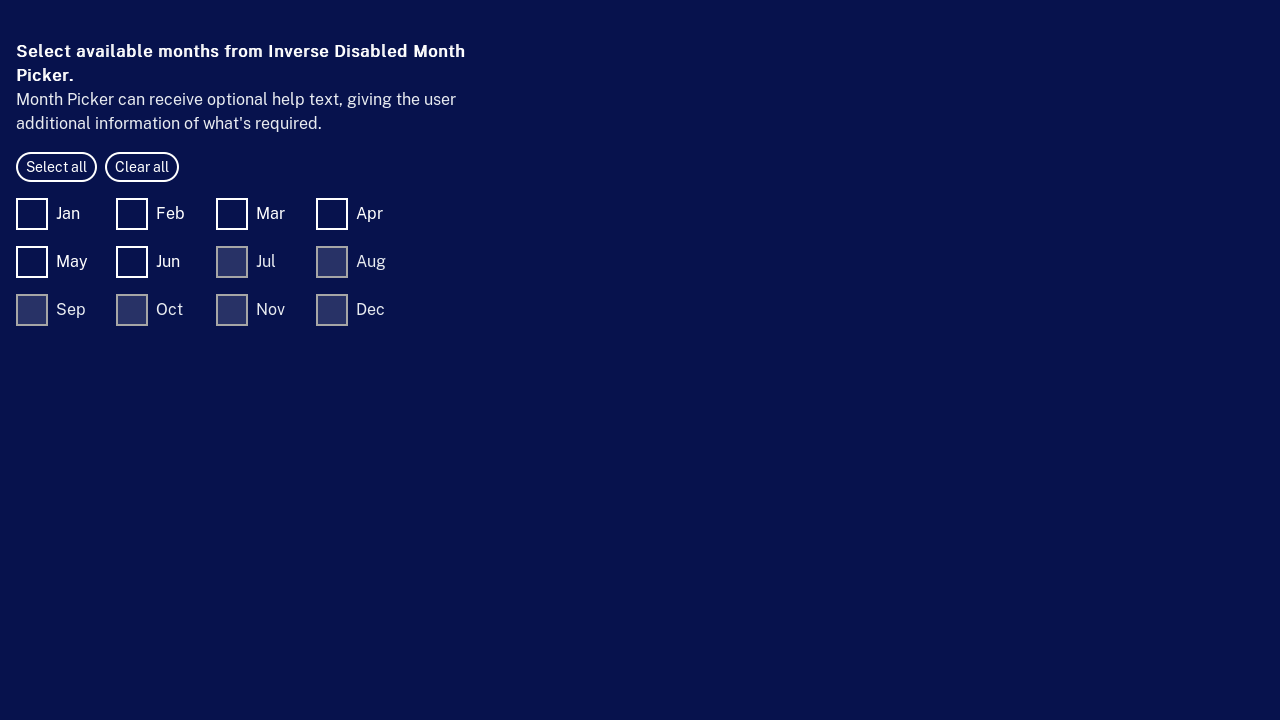 Select available months from Inverse Disabled Month
Picker.
Month Picker can receive optional help text, giving the user
additional information of what's required.
Select all Clear all
Jan Feb Mar Apr
May Jun Jul Aug
Sep Oct Nov Dec